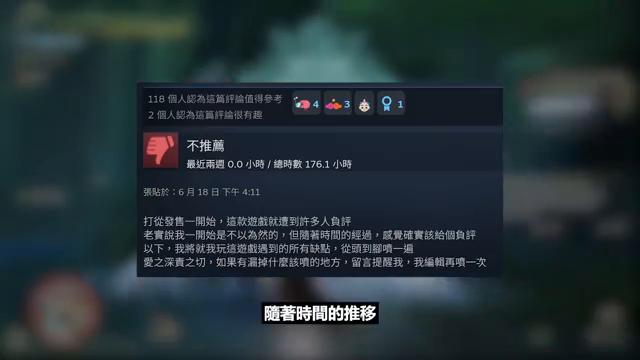 118 個人認為這篇評論值得參考
2 個人認為這篇評論很有趣
4
3
1
不推薦
最近兩週 0.0 小時 / 總時數 176.1 小時
張貼於：6 月 18 日下午 4:11
打從發售一開始，這款遊戲就遭到許多人負評
老實說我一開始是不以為然的，但隨著時間的經過，感覺確實該給個負評
以下，我將就我玩這遊戲遇到的所有缺點，從頭到腳噴一遍
愛之深責之切，如果有漏掉什麼該噴的地方，留言提醒我，我編輯再噴一次
隨著時間的推移